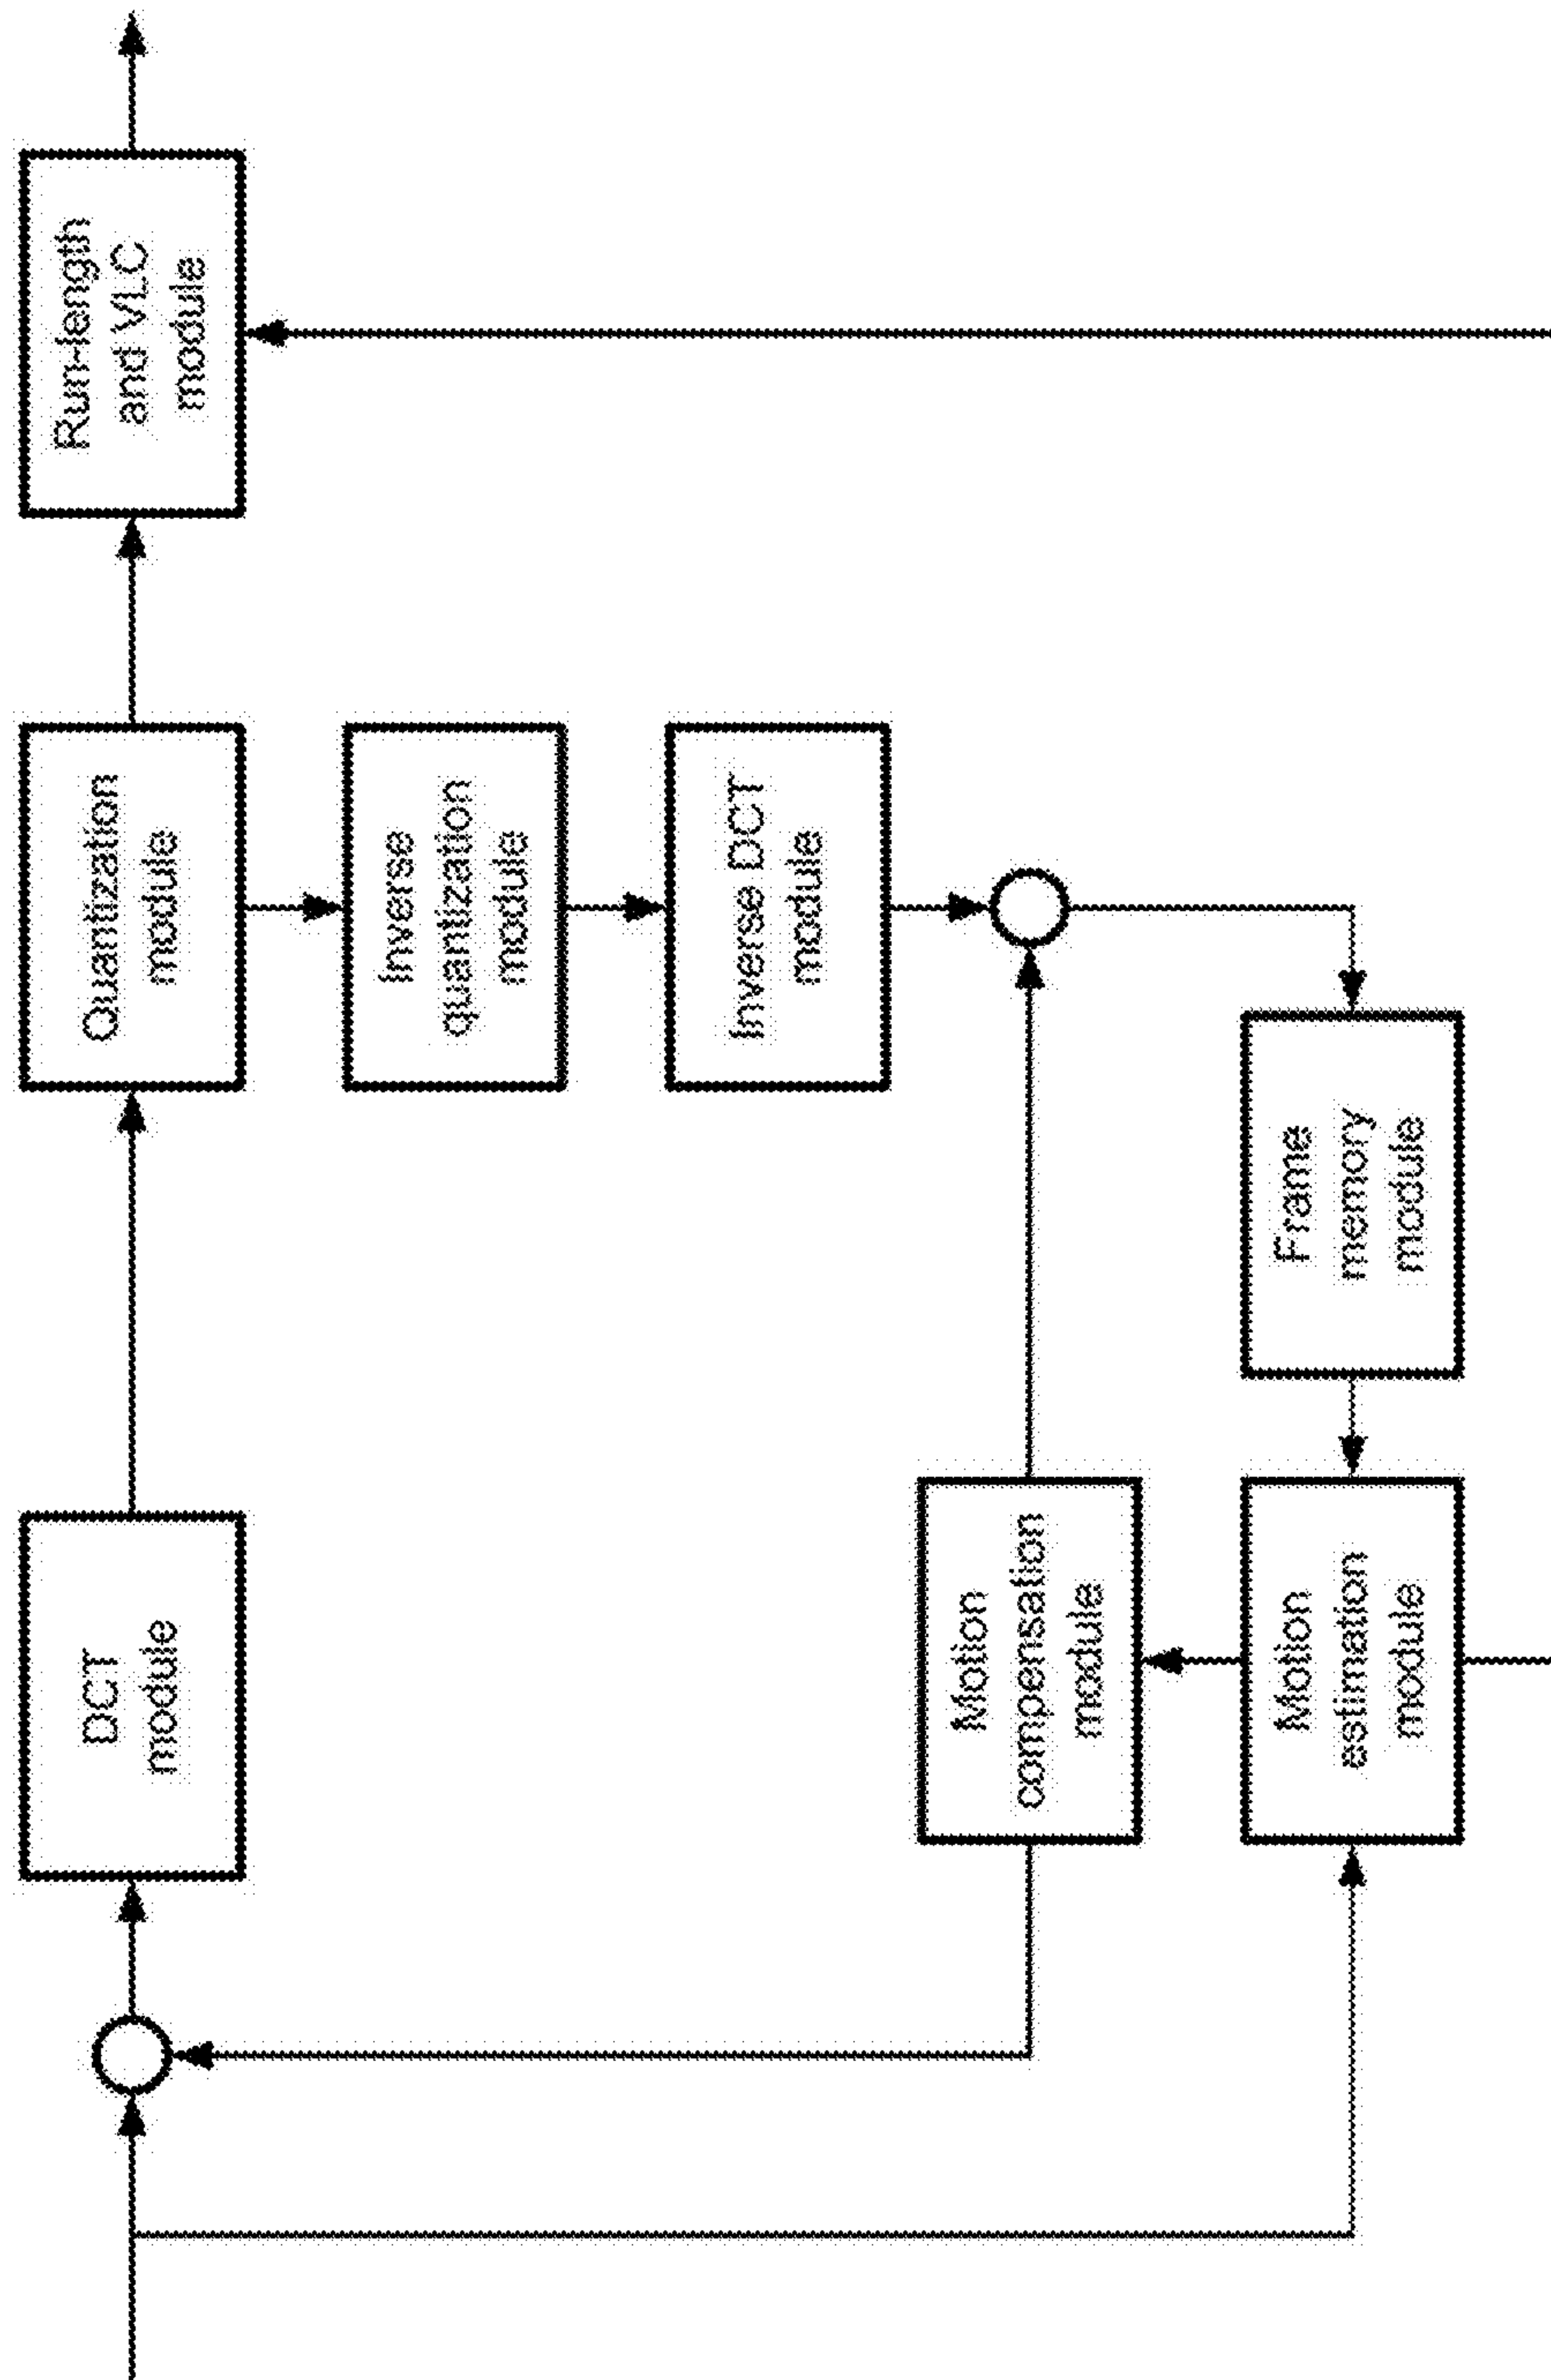 DCT
module
Quantization
module
Run-length
and VLC
module
Inverse
quantization
module
Inverse DCT
module
Motion
compensation
module
Frame
memory
module
Motion
estimation
module